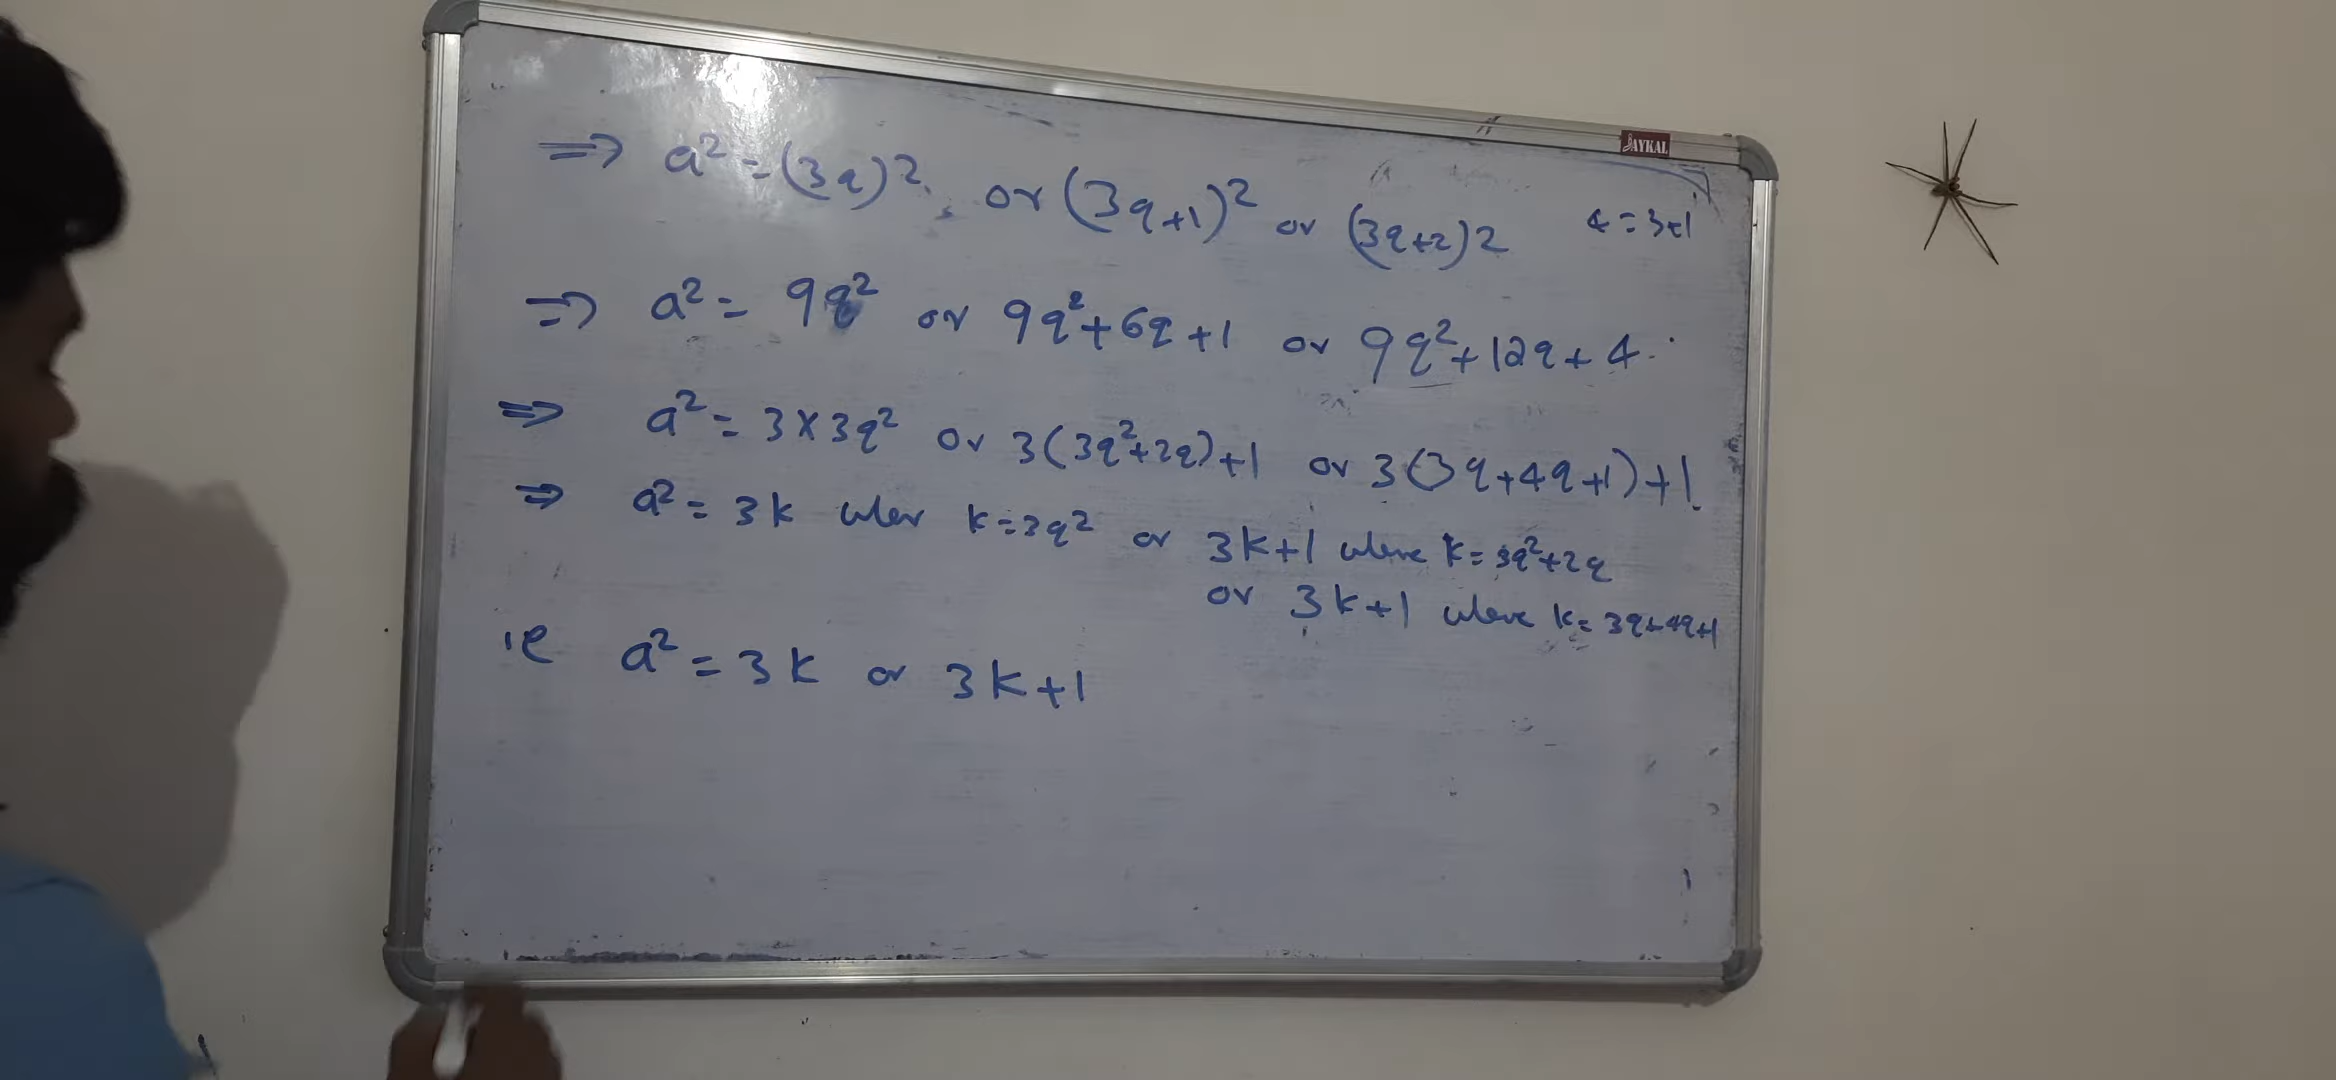 JAYKAL
⇒ a² = (3q)², or (3q+1)² or (3q+2)2 4=3+1
⇒ a² = 9q² or 9q²+6q+1 or 9q²+12q+4
⇒ a² = 3×3q² or 3(3q²+2q)+1 or 3(3q+4q+1)+1.
⇒ a² = 3k wher k=3q² or 3k+1 where k=3q²+2q
or 3k+1 where k=3q+4q+1
ie a² = 3k or 3k+1